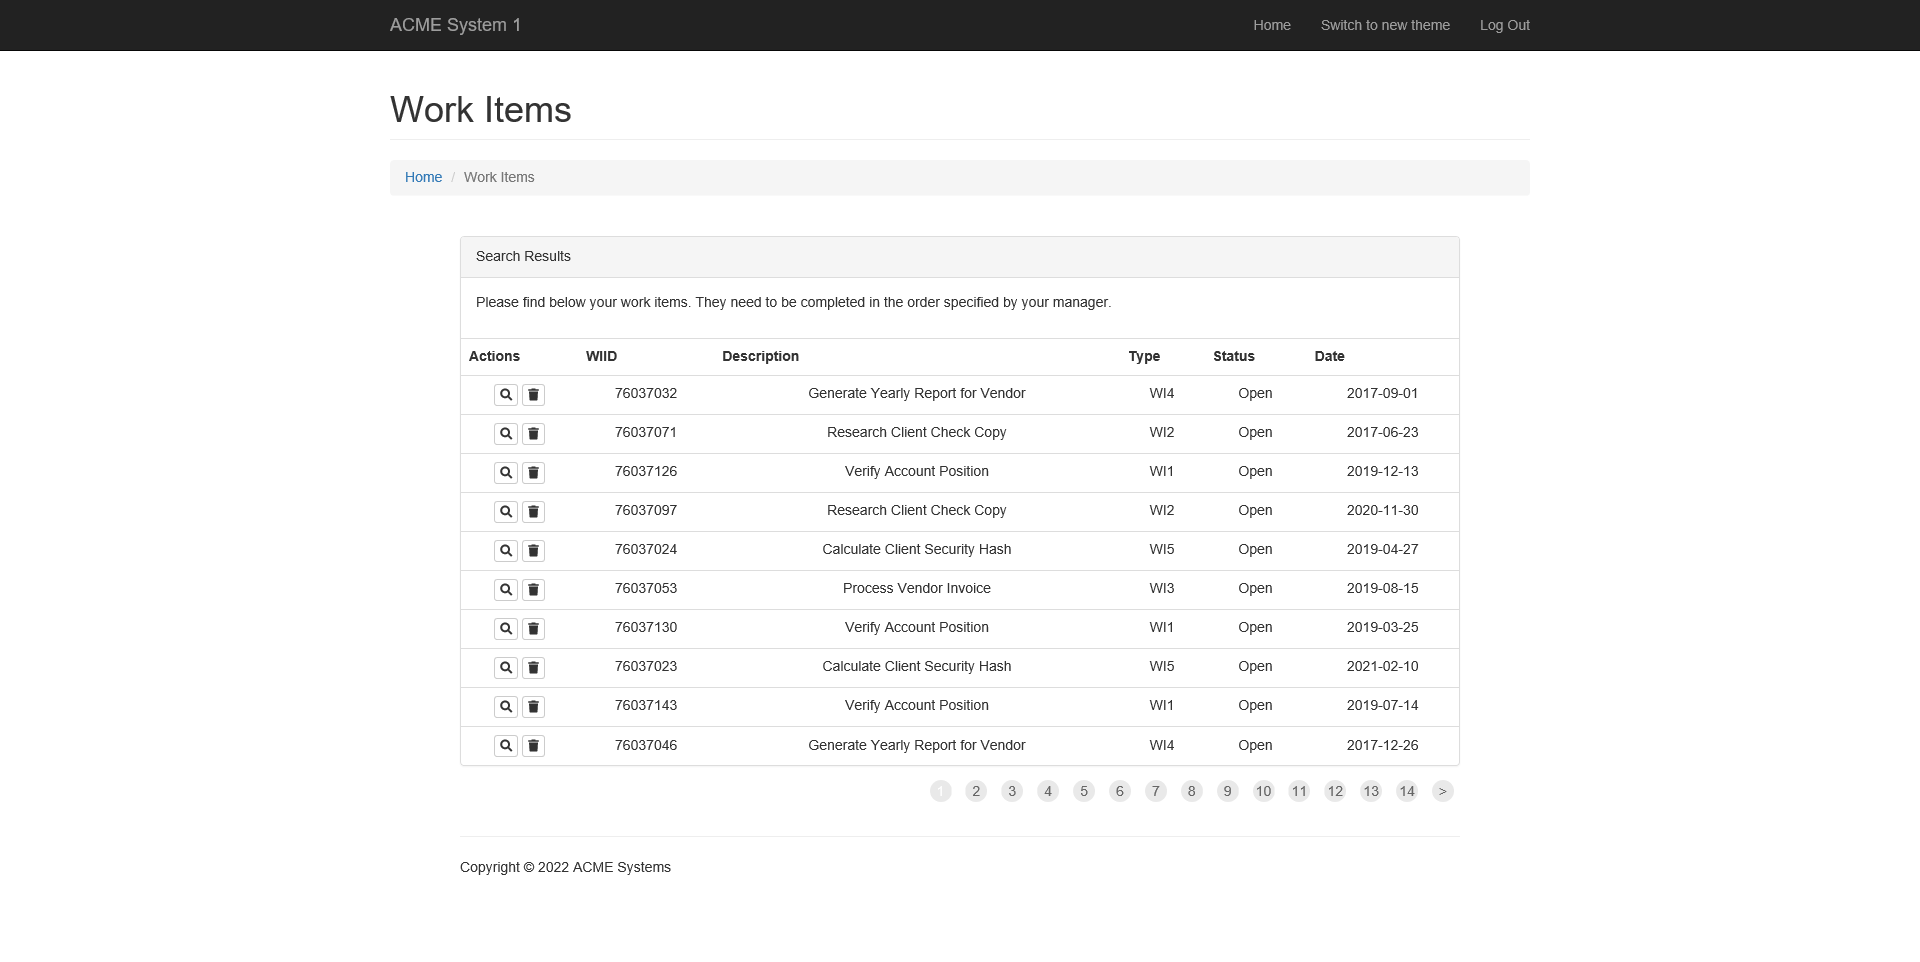 ACME System 1 Home Switch to new theme Log Out
Work Items
Home / Work Items
Search Results
Please find below your work items. They need to be completed in the order specified by your manager.
Actions WIID Description Type Status Date
76037032 Generate Yearly Report for Vendor WI4 Open 2017-09-01
76037071 Research Client Check Copy WI2 Open 2017-06-23
76037126 Verify Account Position WI1 Open 2019-12-13
76037097 Research Client Check Copy WI2 Open 2020-11-30
76037024 Calculate Client Security Hash WI5 Open 2019-04-27
76037053 Process Vendor Invoice WI3 Open 2019-08-15
76037130 Verify Account Position WI1 Open 2019-03-25
76037023 Calculate Client Security Hash WI5 Open 2021-02-10
76037143 Verify Account Position WI1 Open 2019-07-14
76037046 Generate Yearly Report for Vendor WI4 Open 2017-12-26
1 2 3 4 5 6 7 8 9 10 11 12 13 14 >
Copyright © 2022 ACME Systems